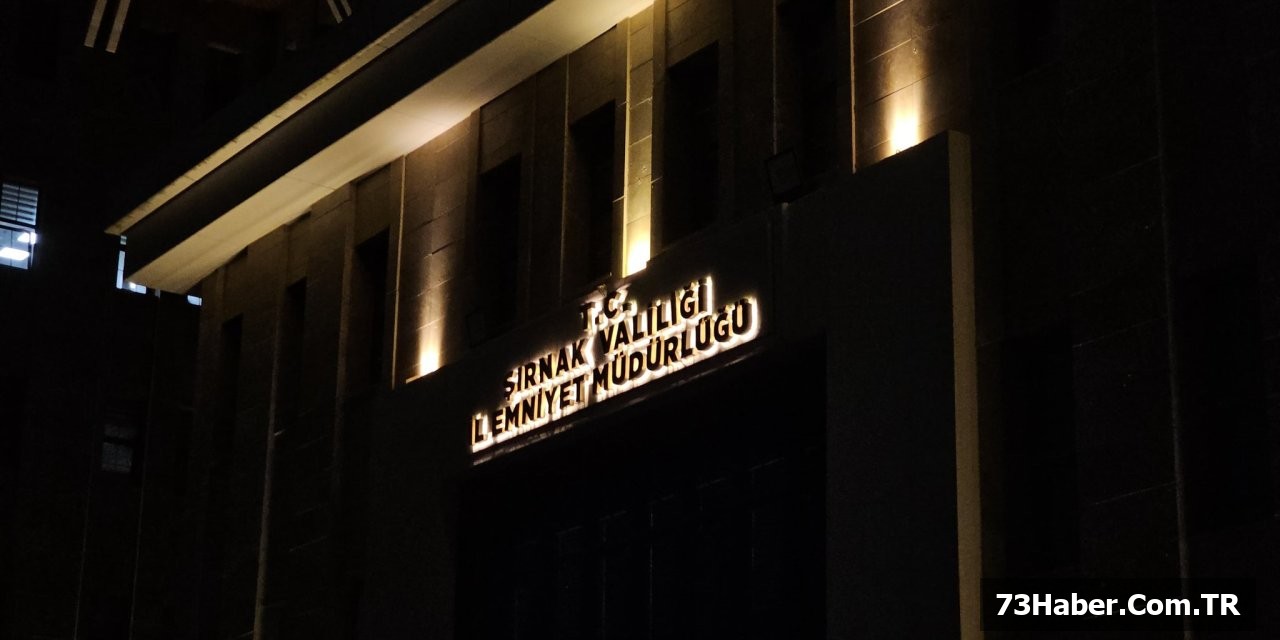 T.C.
ŞIRNAK VALİLİĞİ
İL EMNİYET MÜDÜRLÜĞÜ
73Haber.Com.TR